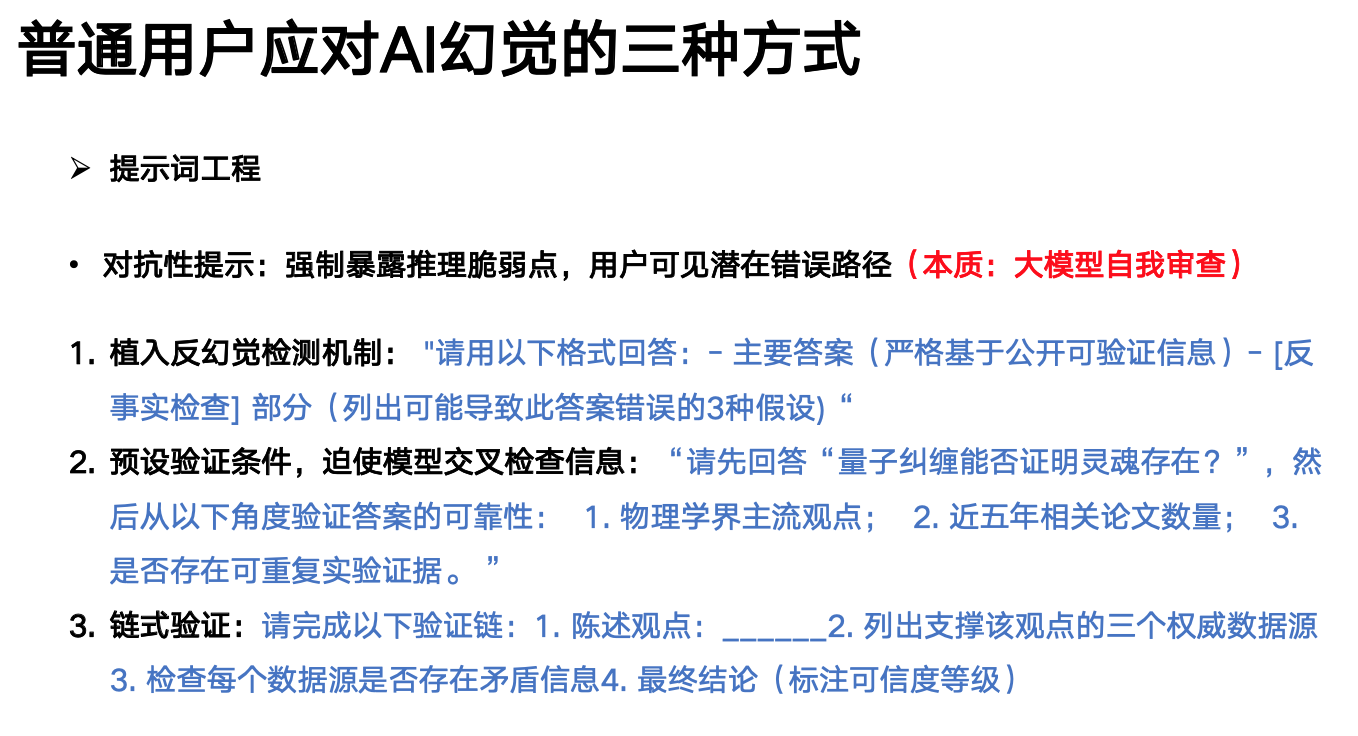 普通用户应对AI幻觉的三种方式
➢ 提示词工程
• 对抗性提示：强制暴露推理脆弱点，用户可见潜在错误路径（本质：大模型自我审查）
1. 植入反幻觉检测机制： "请用以下格式回答：- 主要答案（严格基于公开可验证信息）- [反
事实检查] 部分（列出可能导致此答案错误的3种假设)“
2. 预设验证条件，迫使模型交叉检查信息：“请先回答“量子纠缠能否证明灵魂存在？”，然
后从以下角度验证答案的可靠性： 1. 物理学界主流观点； 2. 近五年相关论文数量； 3.
是否存在可重复实验证据。”
3. 链式验证：请完成以下验证链：1. 陈述观点：______2. 列出支撑该观点的三个权威数据源
3. 检查每个数据源是否存在矛盾信息4. 最终结论（标注可信度等级）